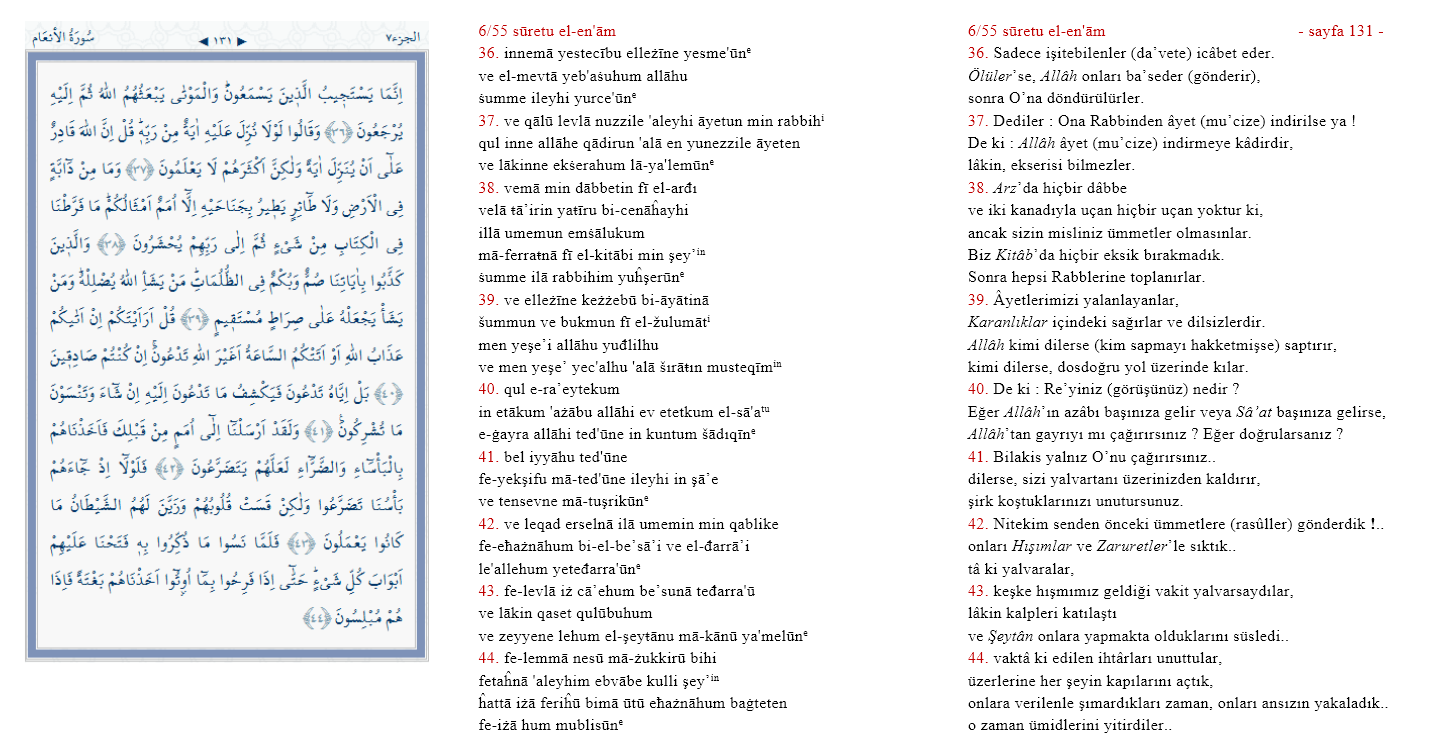 سُورَةُ الْاَنْعَام
◀ ١٣١ ▶
الجزء٧
اِنَّمَا يَسْتَجٖيبُ الَّذٖينَ يَسْمَعُونَۜ وَالْمَوْتٰى يَبْعَثُهُمُ اللّٰهُ ثُمَّ اِلَيْهِ
يُرْجَعُونَ ﴿٣٦﴾ وَقَالُوا لَوْلَا نُزِّلَ عَلَيْهِ اٰيَةٌ مِنْ رَبِّهٖۜ قُلْ اِنَّ اللّٰهَ قَادِرٌ
عَلٰٓى اَنْ يُنَزِّلَ اٰيَةً وَلٰكِنَّ اَكْثَرَهُمْ لَا يَعْلَمُونَ ﴿٣٧﴾ وَمَا مِنْ دَٓابَّةٍ
فِي الْاَرْضِ وَلَا طَٓائِرٍ يَطٖيرُ بِجَنَاحَيْهِ اِلَّٓا اُمَمٌ اَمْثَالُكُمْۜ مَا فَرَّطْنَا
فِي الْكِتَابِ مِنْ شَيْءٍ ثُمَّ اِلٰى رَبِّهِمْ يُحْشَرُونَ ﴿٣٨﴾ وَالَّذٖينَ
كَذَّبُوا بِاٰيَاتِنَا صُمٌّ وَبُكْمٌ فِي الظُّلُمَاتِۜ مَنْ يَشَأِ اللّٰهُ يُضْلِلْهُۜ وَمَنْ
يَشَأْ يَجْعَلْهُ عَلٰى صِرَاطٍ مُسْتَقٖيمٍ ﴿٣٩﴾ قُلْ اَرَاَيْتَكُمْ اِنْ اَتٰيكُمْ
عَذَابُ اللّٰهِ اَوْ اَتَتْكُمُ السَّاعَةُ اَغَيْرَ اللّٰهِ تَدْعُونَۚ اِنْ كُنْتُمْ صَادِقٖينَ
﴿٤٠﴾ بَلْ اِيَّاهُ تَدْعُونَ فَيَكْشِفُ مَا تَدْعُونَ اِلَيْهِ اِنْ شَٓاءَ وَتَنْسَوْنَ
مَا تُشْرِكُونَ۟ ﴿٤١﴾ وَلَقَدْ اَرْسَلْنَٓا اِلٰٓى اُمَمٍ مِنْ قَبْلِكَ فَاَخَذْنَاهُمْ
بِالْبَأْسَٓاءِ وَالضَّرَّٓاءِ لَعَلَّهُمْ يَتَضَرَّعُونَ ﴿٤٢﴾ فَلَوْلَٓا اِذْ جَٓاءَهُمْ
بَأْسُنَا تَضَرَّعُوا وَلٰكِنْ قَسَتْ قُلُوبُهُمْ وَزَيَّنَ لَهُمُ الشَّيْطَانُ مَا
كَانُوا يَعْمَلُونَ ﴿٤٣﴾ فَلَمَّا نَسُوا مَا ذُكِّرُوا بِهٖ فَتَحْنَا عَلَيْهِمْ
اَبْوَابَ كُلِّ شَيْءٍۜ حَتّٰٓى اِذَا فَرِحُوا بِمَٓا اُو۫تُٓوا اَخَذْنَاهُمْ بَغْتَةً فَاِذَا
هُمْ مُبْلِسُونَ ﴿٤٤﴾
6/55 sūretu el-en'ām
36. innemā yestecību elleżīne yesme'ūnᵉ
ve el-mevtā yeb'aśuhum allāhu
śumme ileyhi yurce'ūnᵉ
37. ve qālū levlā nuzzile 'aleyhi āyetun min rabbihⁱ
qul inne allāhe qādirun 'alā en yunezzile āyeten
ve lākinne ekśerahum lā-ya'lemūnᵉ
38. vemā min dābbetin fī el-arđı
velā ŧā’irin yaŧīru bi-cenāĥayhi
illā umemun emśālukum
mā-ferraŧnā fī el-kitābi min şey’ⁱⁿ
śumme ilā rabbihim yuĥşerūnᵉ
39. ve elleżīne keżżebū bi-āyātinā
šummun ve bukmun fī el-žulumātⁱ
men yeşe’i allāhu yuđlilhu
ve men yeşe’ yec'alhu 'alā šırāŧın musteqīmⁱⁿ
40. qul e-ra’eytekum
in etākum 'ażābu allāhi ev etetkum el-sā'aᵗᵘ
e-ġayra allāhi ted'ūne in kuntum šādıqīnᵉ
41. bel iyyāhu ted'ūne
fe-yekşifu mā-ted'ūne ileyhi in şā’e
ve tensevne mā-tuşrikūnᵉ
42. ve leqad erselnā ilā umemin min qablike
fe-eħażnāhum bi-el-be’sā’i ve el-đarrā’i
le'allehum yeteđarra'ūnᵉ
43. fe-levlā iż cā’ehum be’sunā teđarra'ū
ve lākin qaset qulūbuhum
ve zeyyene lehum el-şeyŧānu mā-kānū ya'melūnᵉ
44. fe-lemmā nesū mā-żukkirū bihi
fetaĥnā 'aleyhim ebvābe kulli şey’ⁱⁿ
ĥattā iżā feriĥū bimā ūtū eħażnāhum baġteten
fe-iżā hum mublisūnᵉ
6/55 sūretu el-en'ām - sayfa 131 -
36. Sadece işitebilenler (da’vete) icâbet eder.
Ölüler’se, Allâh onları ba’seder (gönderir),
sonra O’na döndürülürler.
37. Dediler : Ona Rabbinden âyet (mu’cize) indirilse ya !
De ki : Allâh âyet (mu’cize) indirmeye kâdirdir,
lâkin, ekserisi bilmezler.
38. Arz’da hiçbir dâbbe
ve iki kanadıyla uçan hiçbir uçan yoktur ki,
ancak sizin misliniz ümmetler olmasınlar.
Biz Kitâb’da hiçbir eksik bırakmadık.
Sonra hepsi Rabblerine toplanırlar.
39. Âyetlerimizi yalanlayanlar,
Karanlıklar içindeki sağırlar ve dilsizlerdir.
Allâh kimi dilerse (kim sapmayı hakketmişse) saptırır,
kimi dilerse, dosdoğru yol üzerinde kılar.
40. De ki : Re’yiniz (görüşünüz) nedir ?
Eğer Allâh’ın azâbı başınıza gelir veya Sâ’at başınıza gelirse,
Allâh’tan gayrıyı mı çağırırsınız ? Eğer doğrularsanız ?
41. Bilakis yalnız O’nu çağırırsınız..
dilerse, sizi yalvartanı üzerinizden kaldırır,
şirk koştuklarınızı unutursunuz.
42. Nitekim senden önceki ümmetlere (rasûller) gönderdik !..
onları Hışımlar ve Zaruretler’le sıktık..
tâ ki yalvaralar,
43. keşke hışmımız geldiği vakit yalvarsaydılar,
lâkin kalpleri katılaştı
ve Şeytân onlara yapmakta olduklarını süsledi..
44. vaktâ ki edilen ihtârları unuttular,
üzerlerine her şeyin kapılarını açtık,
onlara verilenle şımardıkları zaman, onları ansızın yakaladık..
o zaman ümidlerini yitirdiler..